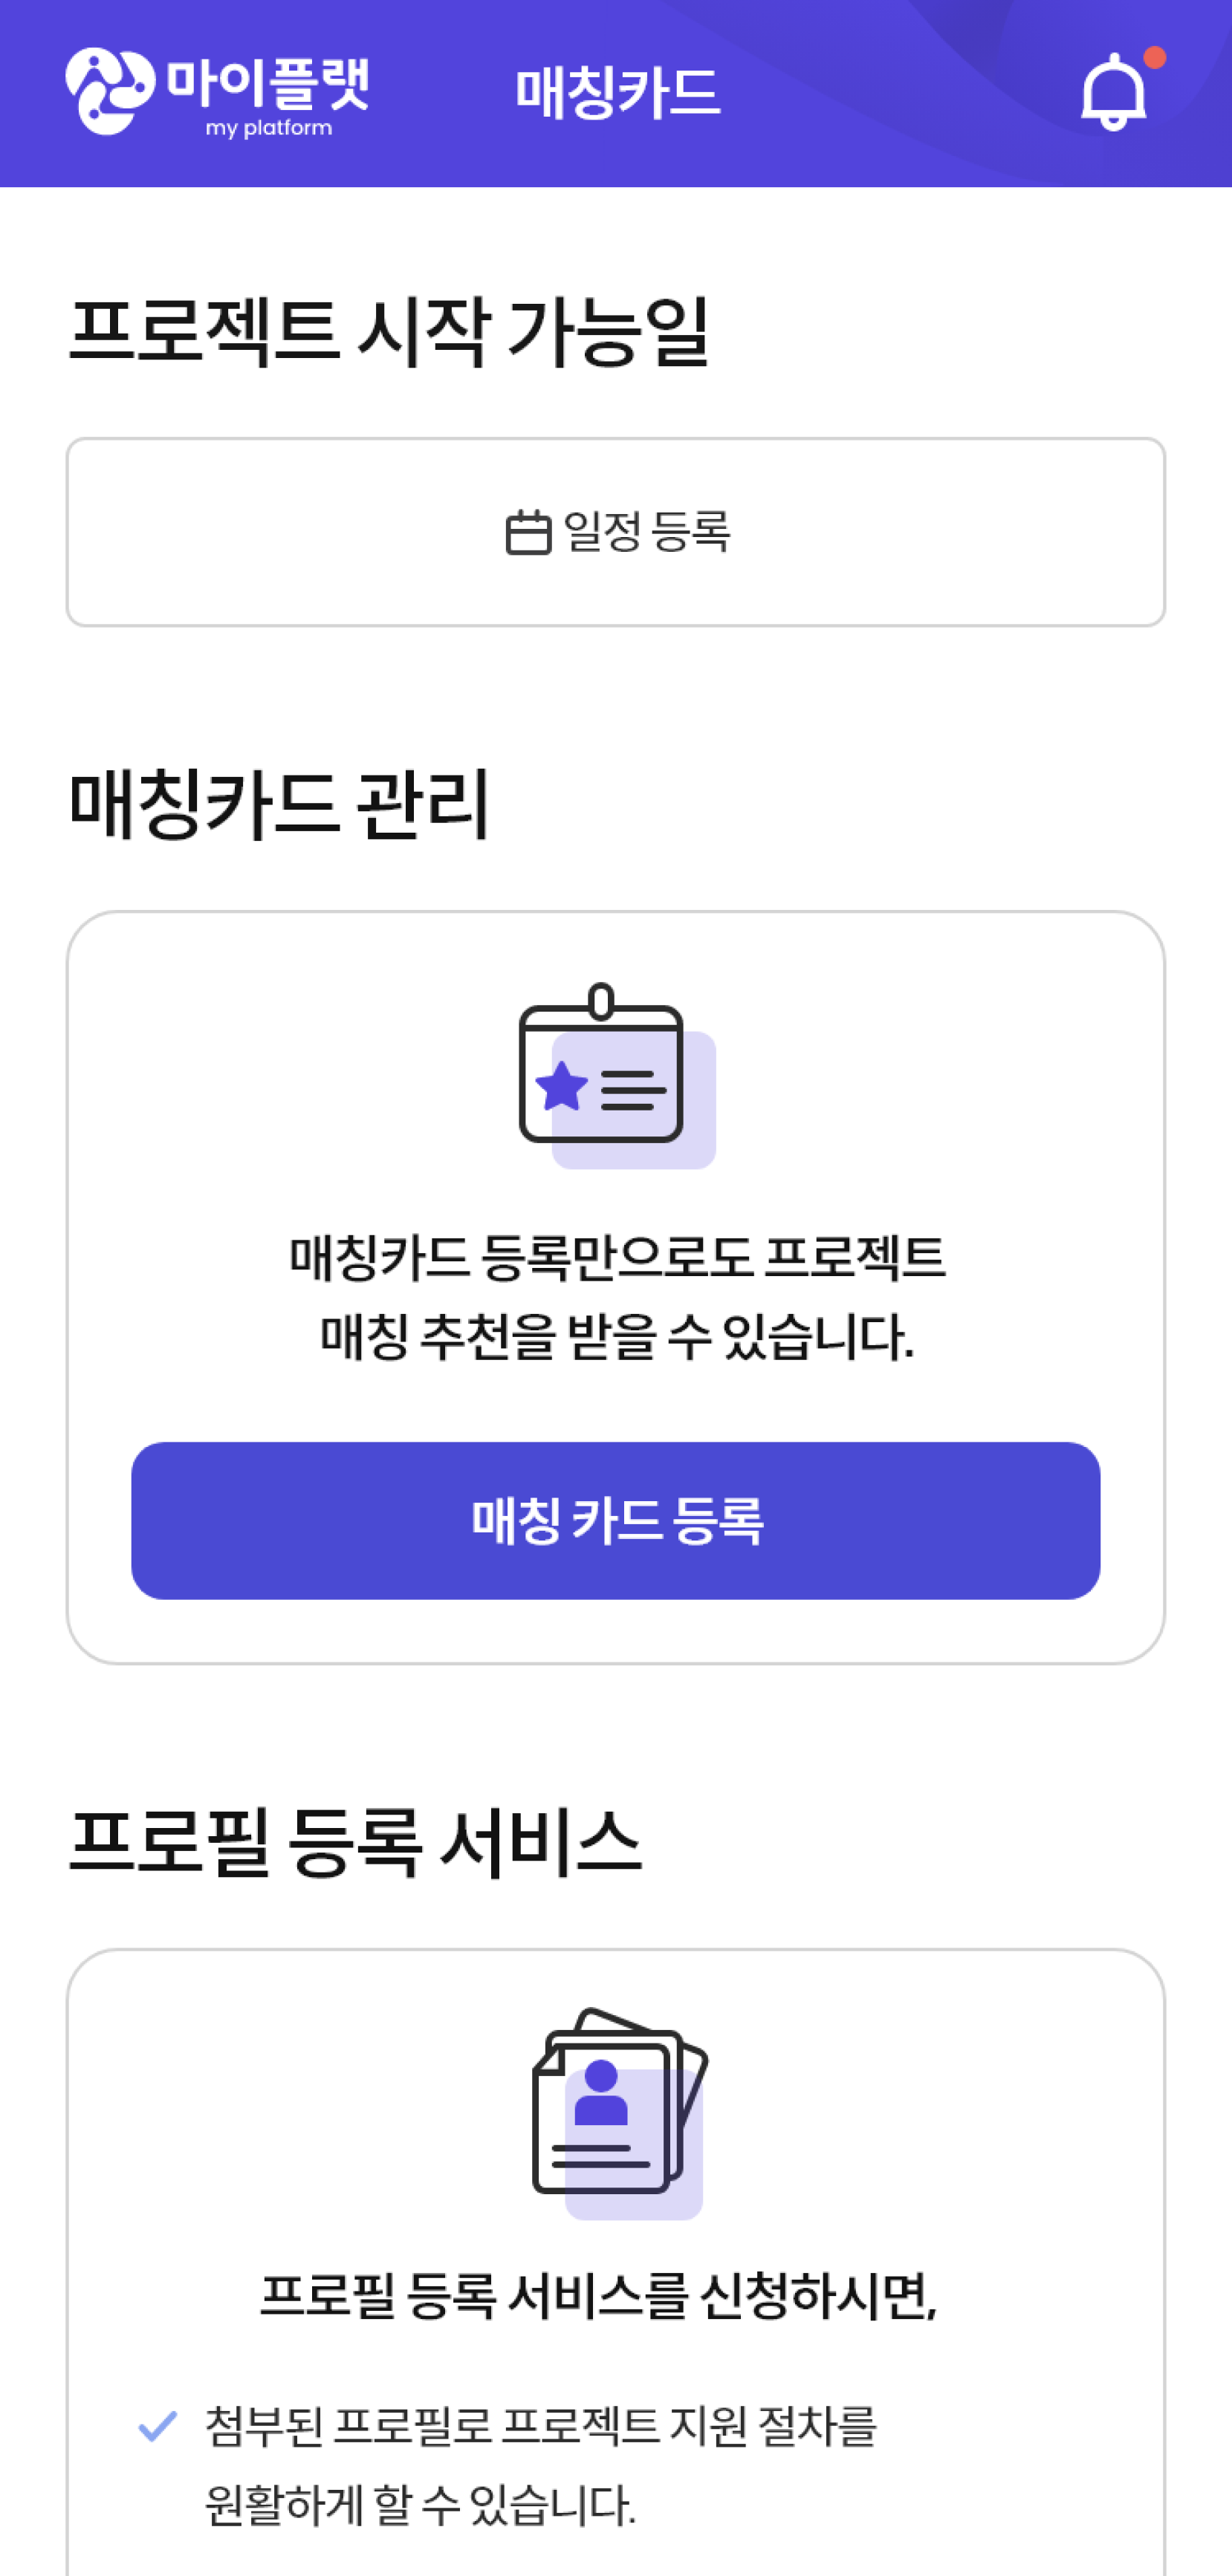 마이플랫
my platform
매칭카드
프로젝트 시작 가능일
일정 등록
매칭카드 관리
매칭카드 등록만으로도 프로젝트
매칭 추천을 받을 수 있습니다.
매칭 카드 등록
프로필 등록 서비스
프로필 등록 서비스를 신청하시면,
첨부된 프로필로 프로젝트 지원 절차를
원활하게 할 수 있습니다.